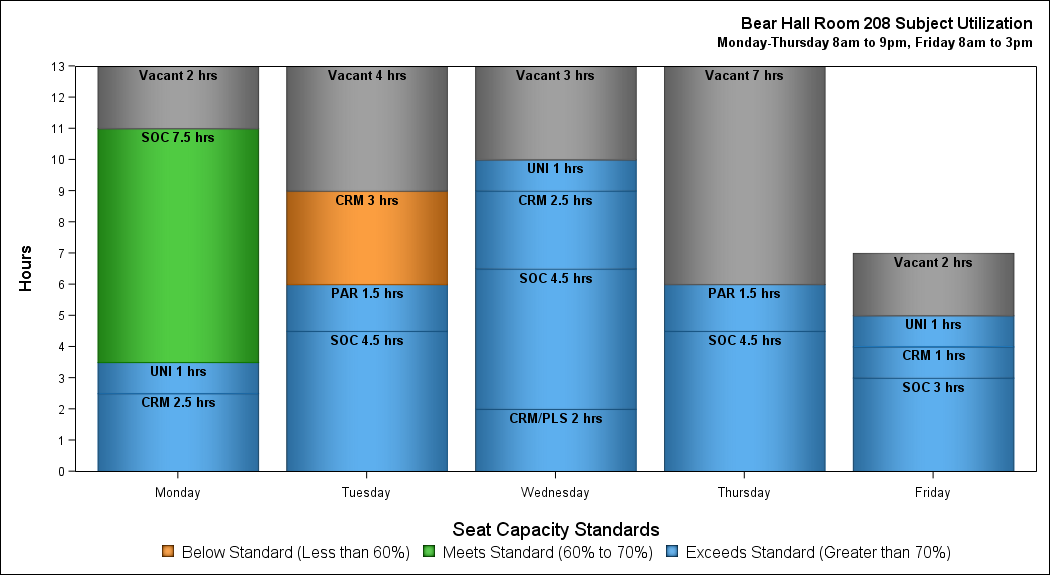 Bear Hall Room 208 Subject Utilization
Monday-Thursday 8am to 9pm, Friday 8am to 3pm
Hours
13
12
11
10
9
8
7
6
5
4
3
2
1
0
Vacant 2 hrs
SOC 7.5 hrs
UNI 1 hrs
CRM 2.5 hrs
Vacant 4 hrs
CRM 3 hrs
PAR 1.5 hrs
SOC 4.5 hrs
Vacant 3 hrs
UNI 1 hrs
CRM 2.5 hrs
SOC 4.5 hrs
CRM/PLS 2 hrs
Vacant 7 hrs
PAR 1.5 hrs
SOC 4.5 hrs
Vacant 2 hrs
UNI 1 hrs
CRM 1 hrs
SOC 3 hrs
Monday Tuesday Wednesday Thursday Friday
Seat Capacity Standards
Below Standard (Less than 60%) Meets Standard (60% to 70%) Exceeds Standard (Greater than 70%)